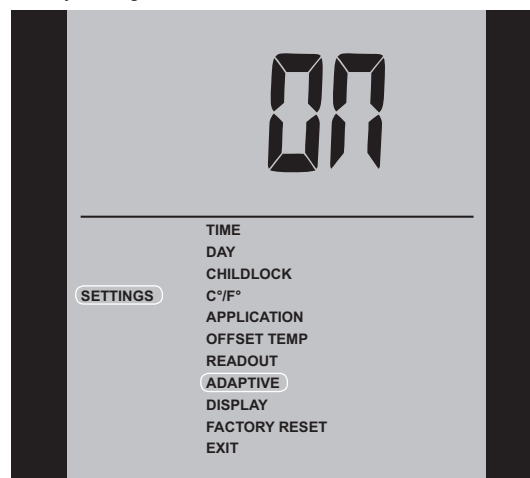 ON
TIME
DAY
CHILDLOCK
SETTINGS C°/F°
APPLICATION
OFFSET TEMP
READOUT
ADAPTIVE
DISPLAY
FACTORY RESET
EXIT